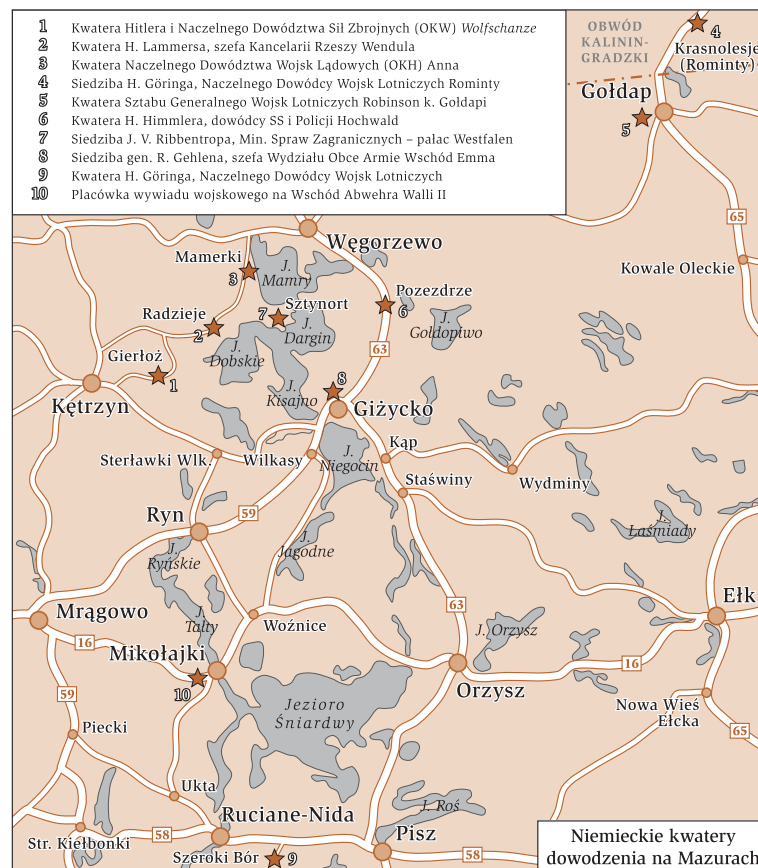 1 Kwatera Hitlera i Naczelnego Dowództwa Sił Zbrojnych (OKW) Wolfschanze
2 Kwatera H. Lammersa, szefa Kancelarii Rzeszy Wendula
3 Kwatera Naczelnego Dowództwa Wojsk Lądowych (OKH) Anna
4 Siedziba H. Göringa, Naczelnego Dowódcy Wojsk Lotniczych Rominty
5 Kwatera Sztabu Generalnego Wojsk Lotniczych Robinson k. Gołdapi
6 Kwatera H. Himmlera, dowódcy SS i Policji Hochwald
7 Siedziba J. V. Ribbentropa, Min. Spraw Zagranicznych – pałac Westfalen
8 Siedziba gen. R. Gehlena, szefa Wydziału Obce Armie Wschód Emma
9 Kwatera H. Göringa, Naczelnego Dowódcy Wojsk Lotniczych
10 Placówka wywiadu wojskowego na Wschód Abwehra Walli II
OBWÓD
KALININ-
GRADZKI
4
Krasnolesje
(Rominty)
Gołdap
5
65
Kowale Oleckie
Węgorzewo
Mamerki
3
J.
Mamry
Pozezdrze
6
Radzieje
2
Sztynort
7
J.
Dargin
J.
Gołdopiwo
J.
Dobskie
63
Gierłoż
1
J.
Kisajno
8
Kętrzyn
Giżycko
Sterławki Wlk.
Wilkasy
J.
Niegocin
Kąp
Staświny
Wydminy
Ryn
59
J.
Jagodne
J.
Łaśmiady
J.
Ryńskie
Mrągowo
J.
Tałty
Woźnice
63
J. Orzysz
Ełk
16
Mikołajki
10
Orzysz
16
59
Jezioro
Śniardwy
Nowa Wieś
Ełcka
65
Piecki
Ukta
Ruciane-Nida
J. Roś
Str. Kiełbonki
58
Szeroki Bór
9
Pisz
58
Niemieckie kwatery
dowodzenia na Mazurach